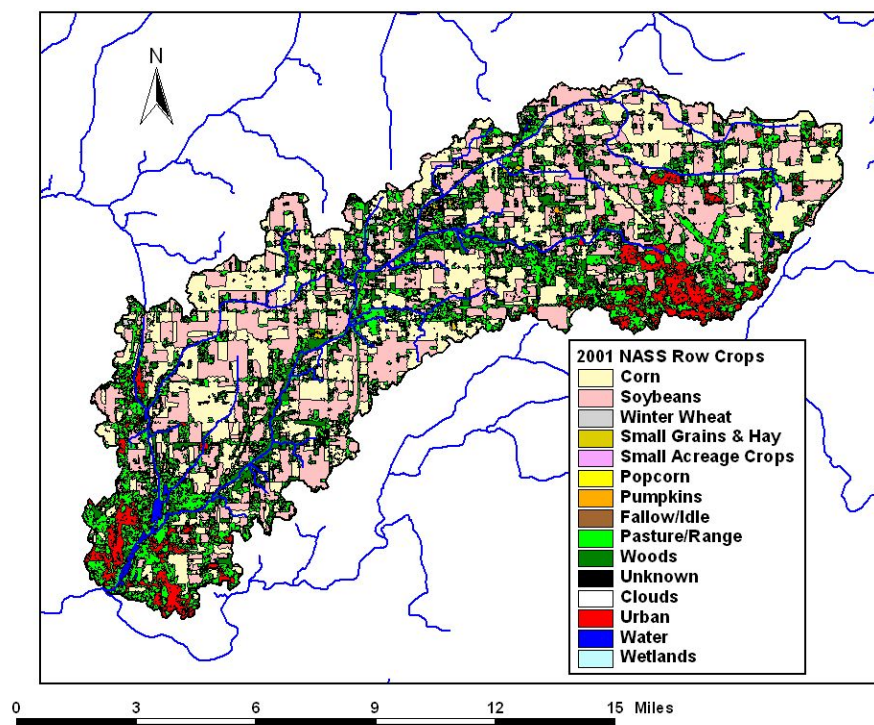 N
2001 NASS Row Crops
Corn
Soybeans
Winter Wheat
Small Grains & Hay
Small Acreage Crops
Popcorn
Pumpkins
Fallow/Idle
Pasture/Range
Woods
Unknown
Clouds
Urban
Water
Wetlands
0 3 6 9 12 15 Miles